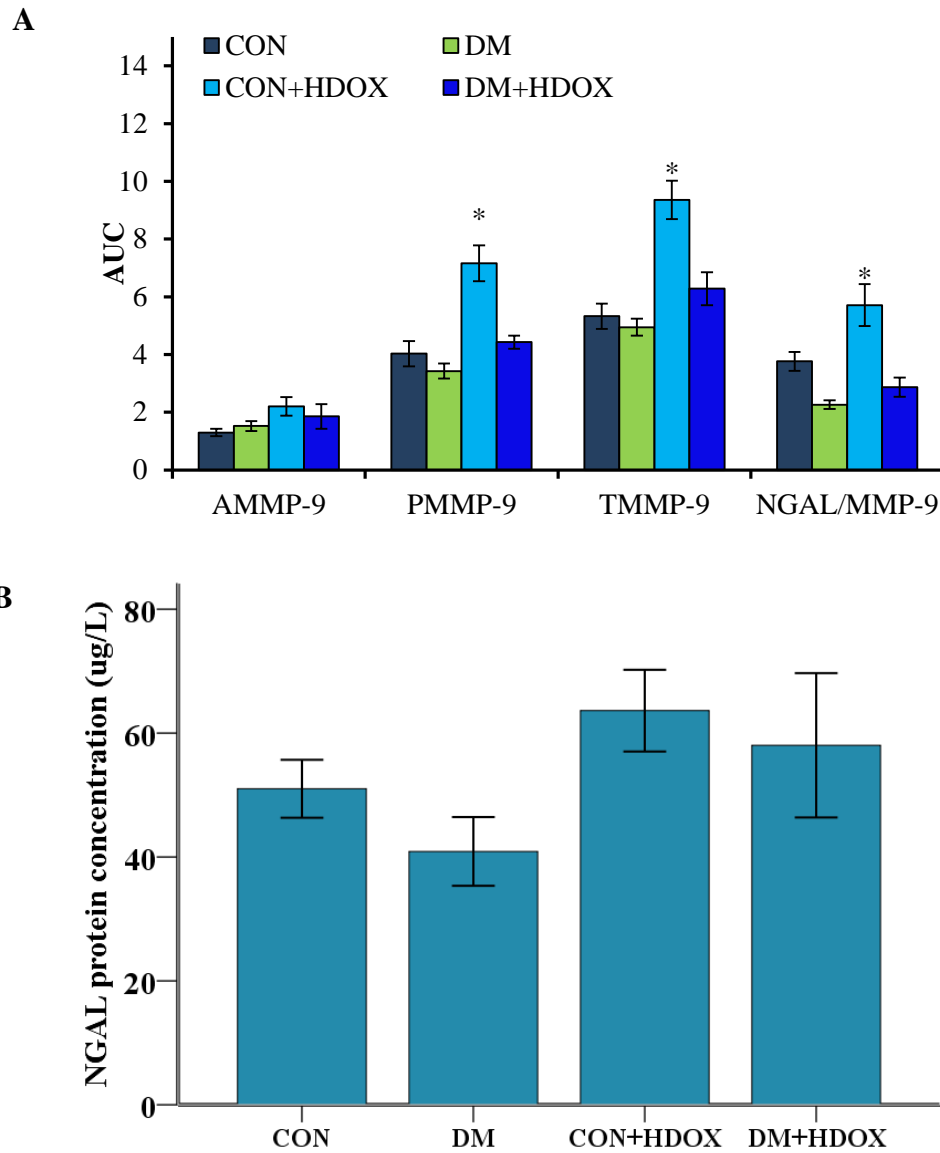 A
CON DM
CON+HDOX DM+HDOX
14
12
10
8
6
4
2
0
AUC
*
*
*
AMMP-9 PMMP-9 TMMP-9 NGAL/MMP-9
B
NGAL protein concentration (ug/L)
80
60
40
20
0
CON DM CON+HDOX DM+HDOX